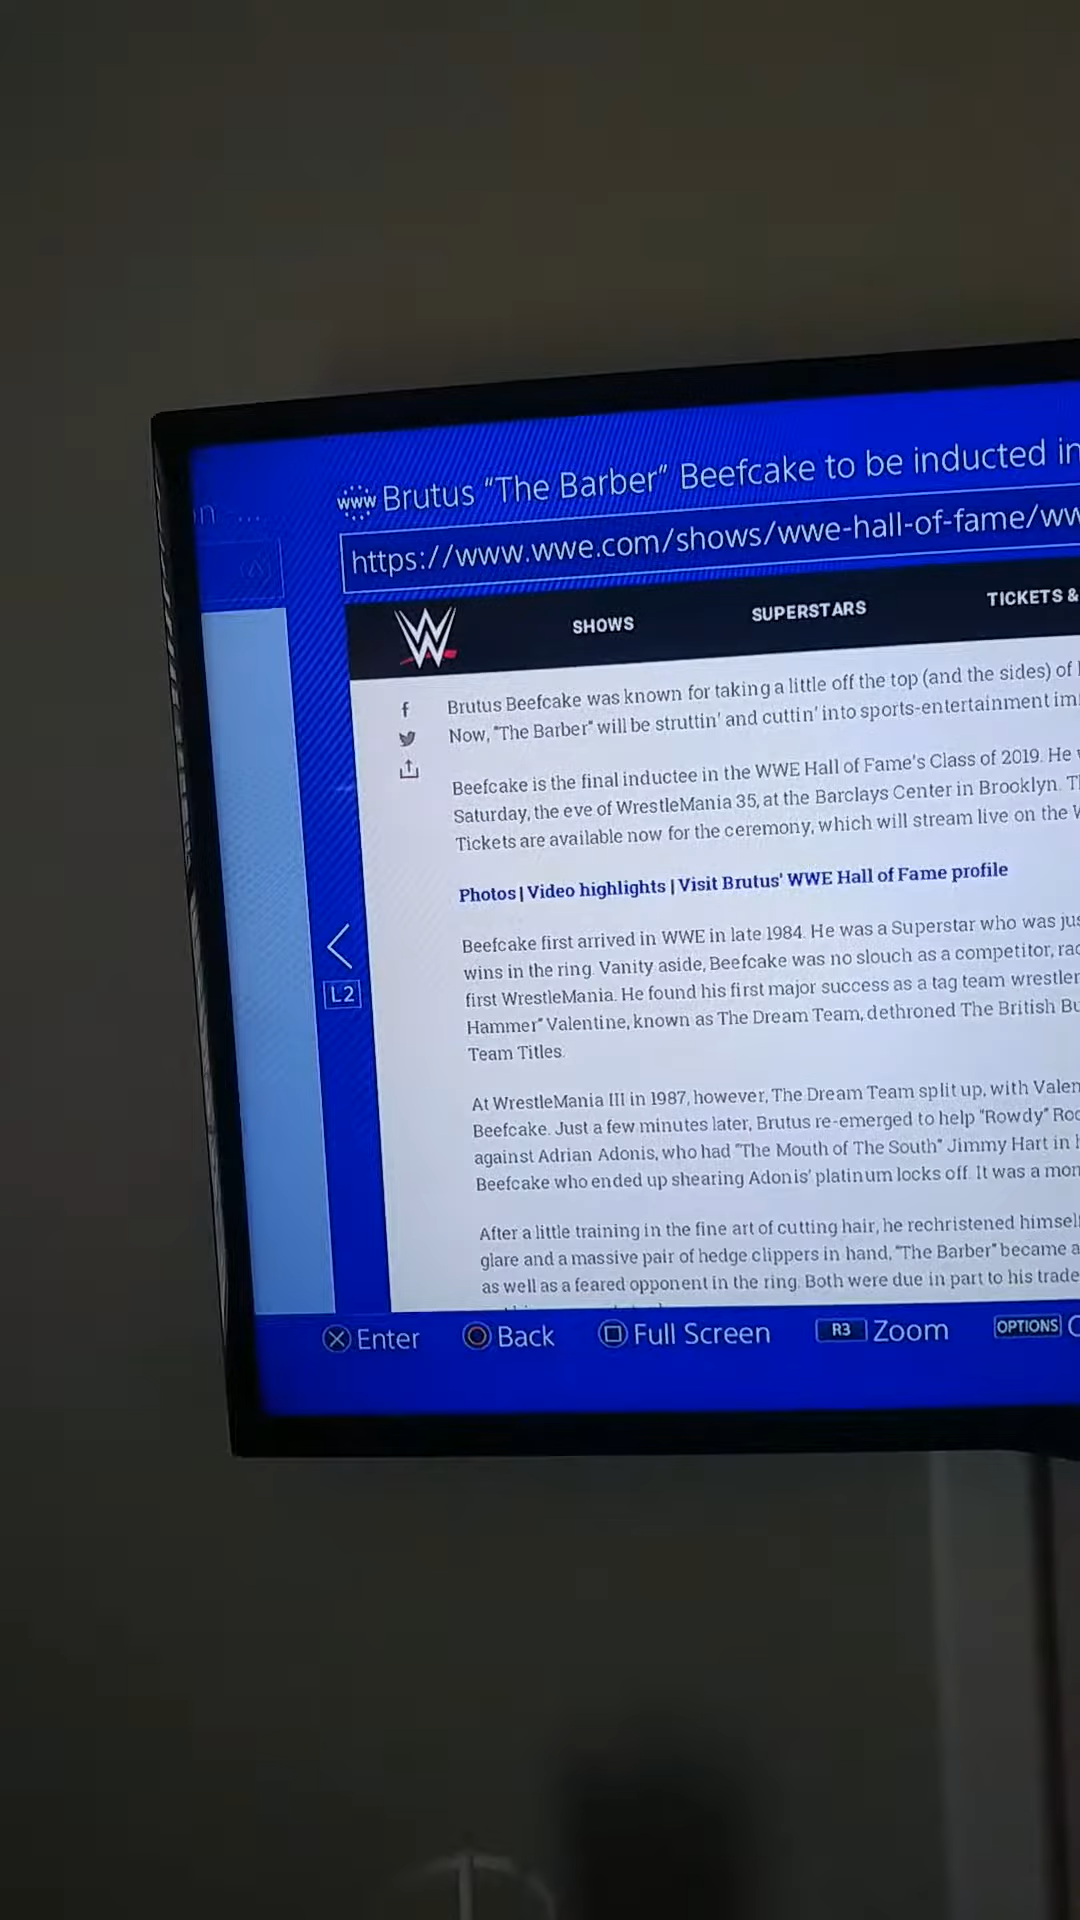 www Brutus "The Barber" Beefcake to be inducted in
https://www.wwe.com/shows/wwe-hall-of-fame/ww
SHOWS SUPERSTARS TICKETS &
Brutus Beefcake was known for taking a little off the top (and the sides) of
Now, "The Barber" will be struttin' and cuttin' into sports-entertainment im
Beefcake is the final inductee in the WWE Hall of Fame's Class of 2019. He
Saturday, the eve of WrestleMania 35, at the Barclays Center in Brooklyn. T
Tickets are available now for the ceremony, which will stream live on the W
Photos | Video highlights | Visit Brutus' WWE Hall of Fame profile
Beefcake first arrived in WWE in late 1984. He was a Superstar who was jus
wins in the ring. Vanity aside, Beefcake was no slouch as a competitor, rac
first WrestleMania. He found his first major success as a tag team wrestler
Hammer" Valentine, known as The Dream Team, dethroned The British Bu
Team Titles.
At WrestleMania III in 1987, however, The Dream Team split up, with Valen
Beefcake. Just a few minutes later, Brutus re-emerged to help "Rowdy" Roc
against Adrian Adonis, who had "The Mouth of The South" Jimmy Hart in h
Beefcake who ended up shearing Adonis' platinum locks off. It was a mon
After a little training in the fine art of cutting hair, he rechristened himself
glare and a massive pair of hedge clippers in hand, "The Barber" became a
as well as a feared opponent in the ring. Both were due in part to his trade
L2
Enter Back Full Screen R3 Zoom OPTIONS